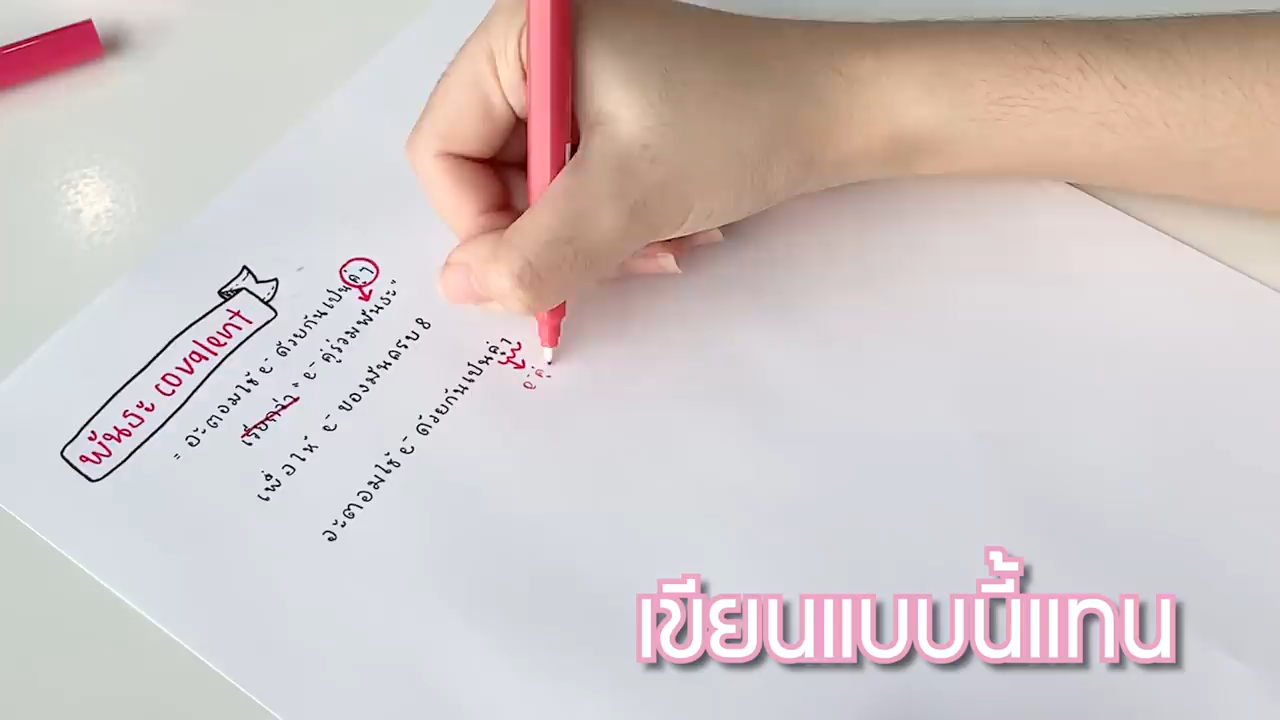 พันธะ covalent
= อะตอมใช้ e⁻ ด้วยกันเป็นคู่ๆ
เรียกว่า "e⁻ คู่ร่วมพันธะ"
เพื่อให้ e⁻ ของมันครบ 8
อะตอมใช้ e⁻ ด้วยกันเป็นคู่ๆ
e⁻ คู่
เขียนแบบนี้แทน